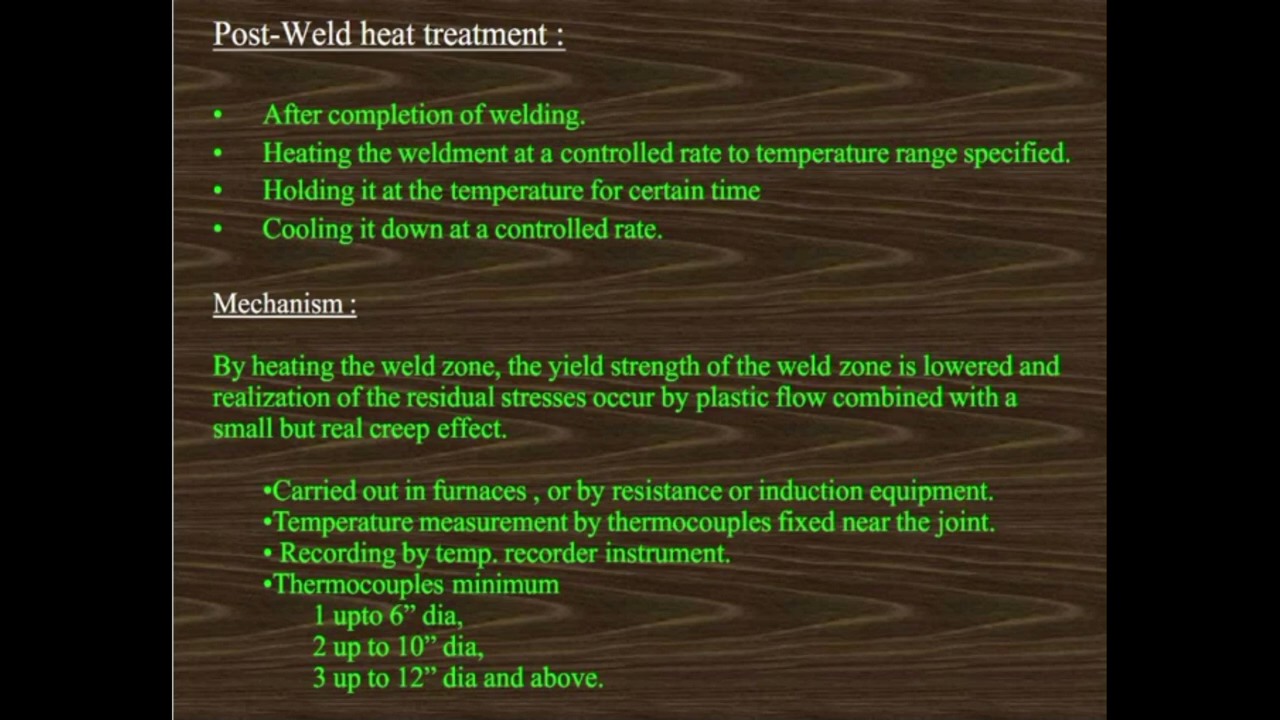 Post-Weld heat treatment :
• After completion of welding.
• Heating the weldment at a controlled rate to temperature range specified.
• Holding it at the temperature for certain time
• Cooling it down at a controlled rate.
Mechanism :
By heating the weld zone, the yield strength of the weld zone is lowered and
realization of the residual stresses occur by plastic flow combined with a
small but real creep effect.
•Carried out in furnaces , or by resistance or induction equipment.
•Temperature measurement by thermocouples fixed near the joint.
• Recording by temp. recorder instrument.
•Thermocouples minimum
1 upto 6” dia,
2 up to 10” dia,
3 up to 12” dia and above.